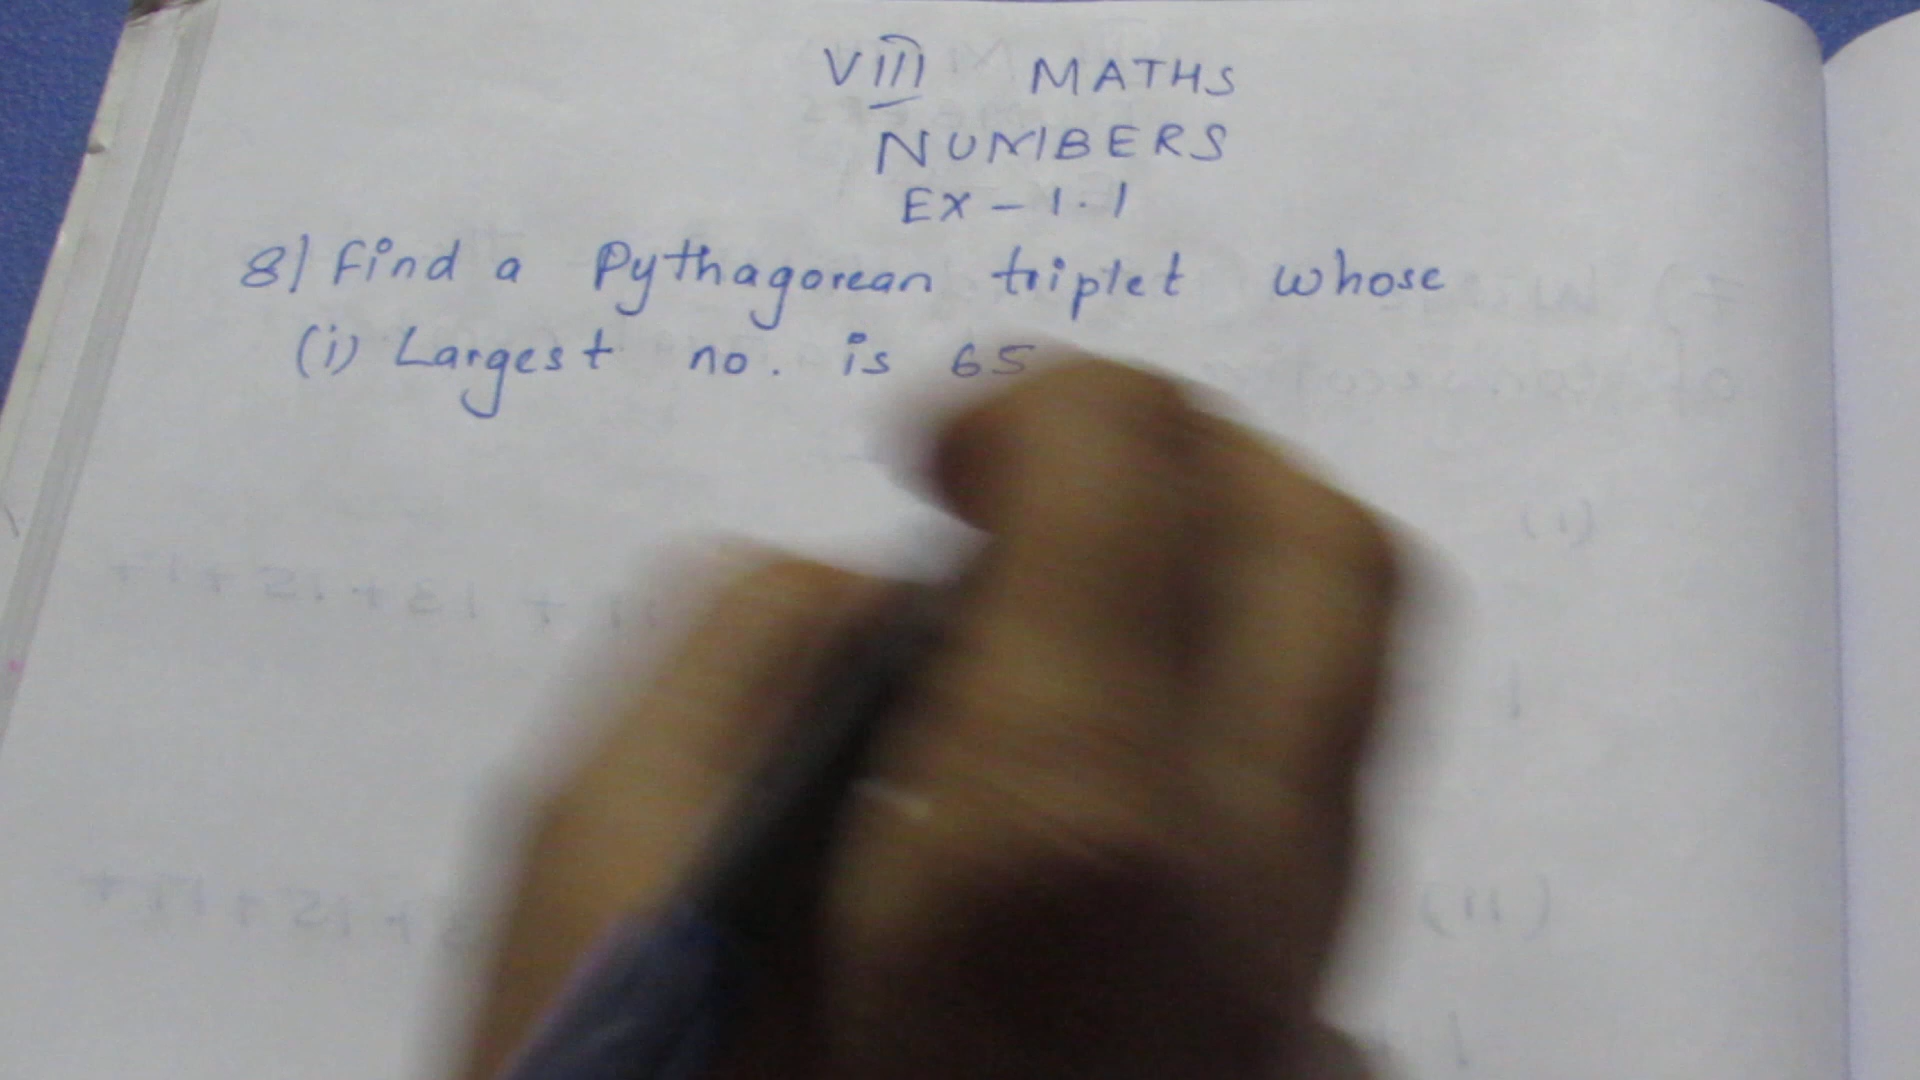 VIII MATHS
NUMBERS
EX - 1.1
8) Find a Pythagorean triplet whose
(i) Largest no. is 65